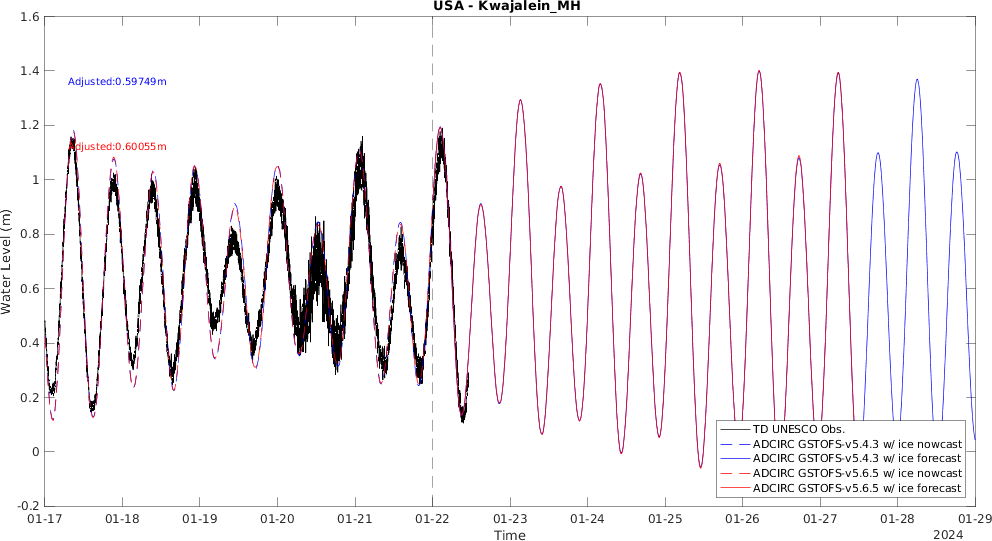 USA - Kwajalein_MH
1.6
1.4
1.2
1
0.8
0.6
0.4
0.2
0
-0.2
Water Level (m)
Adjusted:0.59749m
Adjusted:0.60055m
TD UNESCO Obs.
ADCIRC GSTOFS-v5.4.3 w/ ice nowcast
ADCIRC GSTOFS-v5.4.3 w/ ice forecast
ADCIRC GSTOFS-v5.6.5 w/ ice nowcast
ADCIRC GSTOFS-v5.6.5 w/ ice forecast
01-17 01-18 01-19 01-20 01-21 01-22 01-23 01-24 01-25 01-26 01-27 01-28 01-29
Time
2024